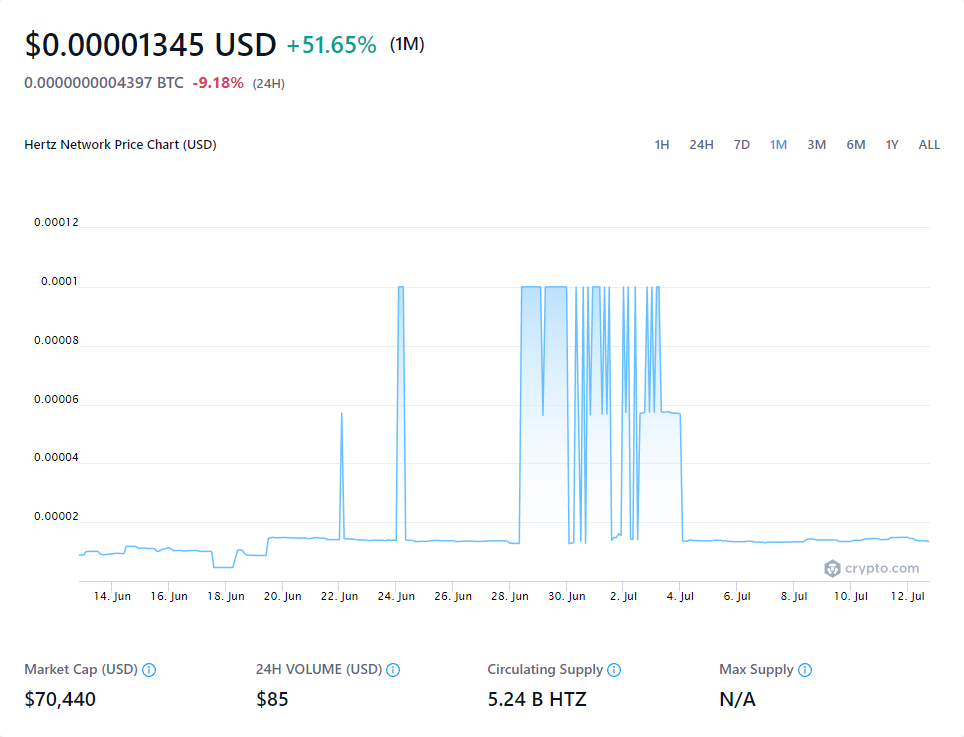 $0.00001345 USD +51.65% (1M)
0.0000000004397 BTC -9.18% (24H)
Hertz Network Price Chart (USD) 1H 24H 7D 1M 3M 6M 1Y ALL
0.00012
0.0001
0.00008
0.00006
0.00004
0.00002
crypto.com
14. Jun 16. Jun 18. Jun 20. Jun 22. Jun 24. Jun 26. Jun 28. Jun 30. Jun 2. Jul 4. Jul 6. Jul 8. Jul 10. Jul 12. Jul
Market Cap (USD) 24H VOLUME (USD) Circulating Supply Max Supply
$70,440 $85 5.24 B HTZ N/A